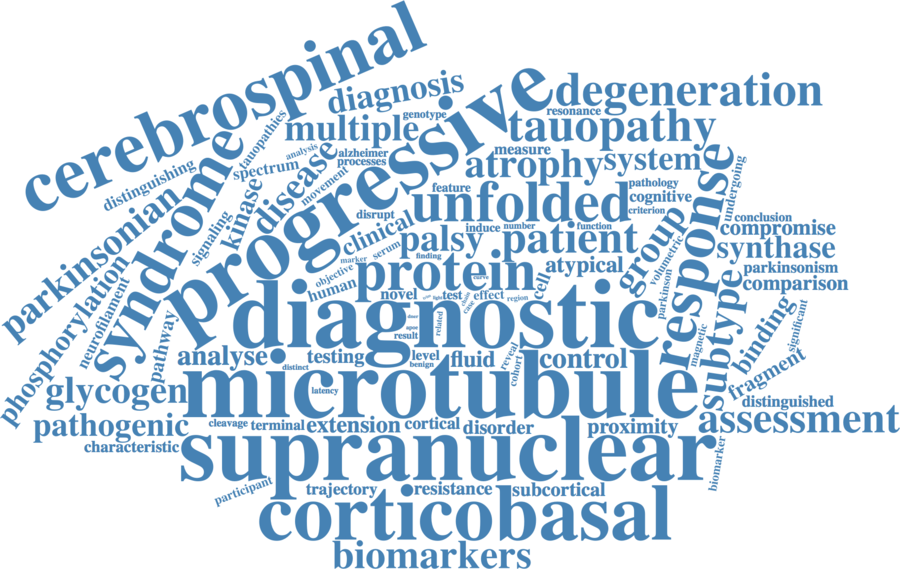 cerebrospinal
progressive
diagnosis
degeneration
resonance
genotype
multiple
tauopathy
tauopathies
analysis
alzheimer
processes
measure
atrophy
system
spectrum
disease
movement
distinguishing
syndrome
parkinsonian
kinase
signaling
feature
unfolded
pathology
cognitive
criterion
response
undergoing
disrupt
clinical
induce
number
function
conclusion
compromise
palsy
patient
group
volumetric
synthase
serum
finding
marker
objective
human
protein
curve
cell
atypical
parkinsonism
comparison
parkinson
phosphorylation
neurofilament
pathway
novel
test
effect
region
light
chain
case
diagnostic
related
result
subtype
magnetic
binding
significant
analyse
testing
level
benign
fluid
reveal
cohort
control
distinct
fragment
glycogen
microtubule
latency
distinguished
pathogenic
cleavage
terminal
extension
cortical
disorder
proximity
assessment
characteristic
supranuclear
biomarker
participant
trajectory
resistance
subcortical
corticobasal
biomarkers